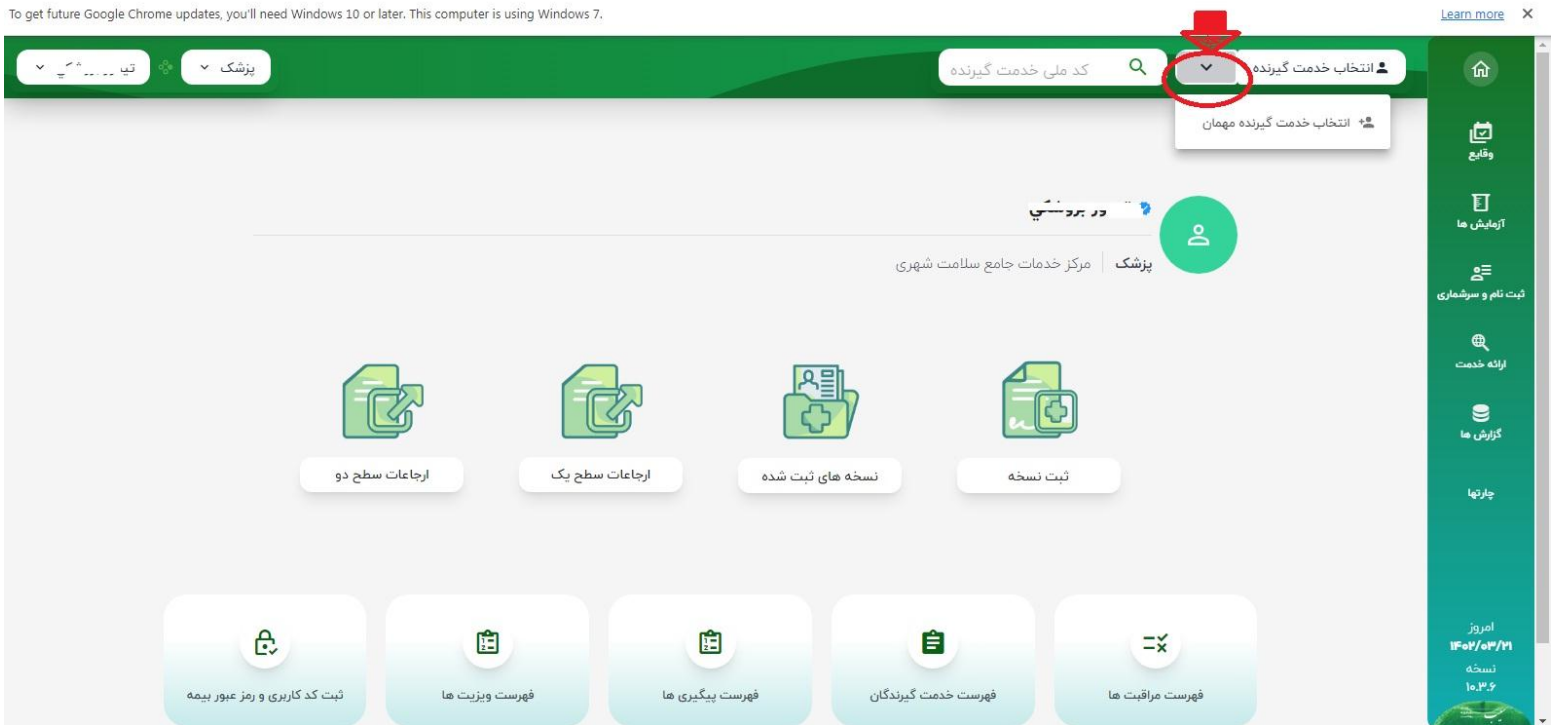 To get future Google Chrome updates, you'll need Windows 10 or later. This computer is using Windows 7.
Learn more
انتخاب خدمت گیرنده
کد ملی خدمت گیرنده
پزشک
انتخاب خدمت گیرنده مهمان
وقایع
آزمایش ها
ثبت نام و سرشماری
ارائه خدمت
گزارش ها
چارتها
امروز
۱۴۰۲/۰۳/۲۱
نسخه
۱۰.۳.۶
پزشک
مرکز خدمات جامع سلامت شهری
ثبت نسخه
نسخه های ثبت شده
ارجاعات سطح یک
ارجاعات سطح دو
فهرست مراقبت ها
فهرست خدمت گیرندگان
فهرست پیگیری ها
فهرست ویزیت ها
ثبت کد کاربری و رمز عبور بیمه